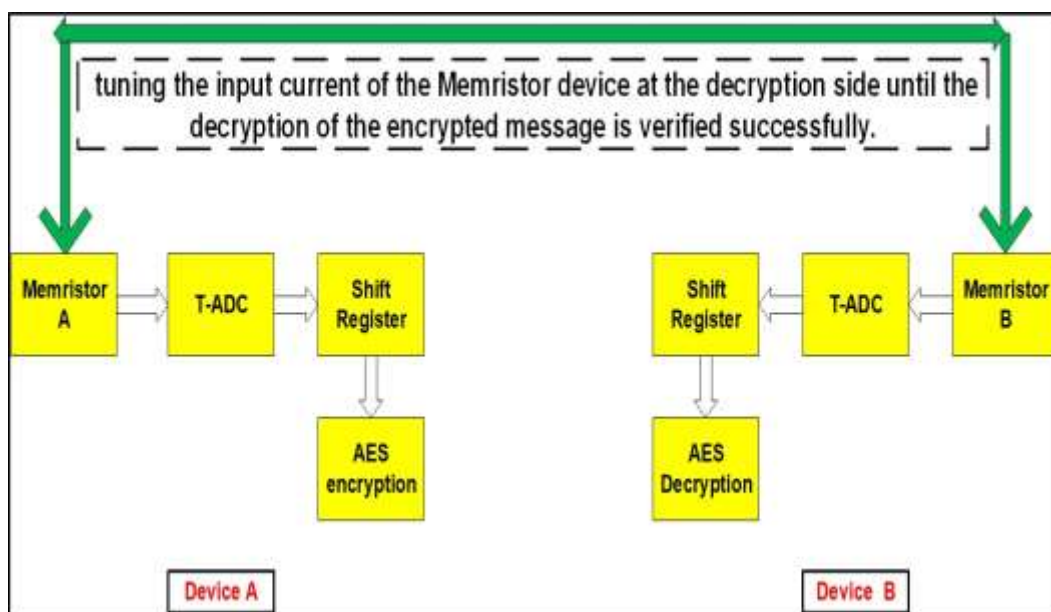 tuning the input current of the Memristor device at the decryption side until the
decryption of the encrypted message is verified successfully.
Memristor
A
T-ADC
Shift
Register
Shift
Register
T-ADC
Memristor
B
AES
encryption
AES
Decryption
Device A
Device B